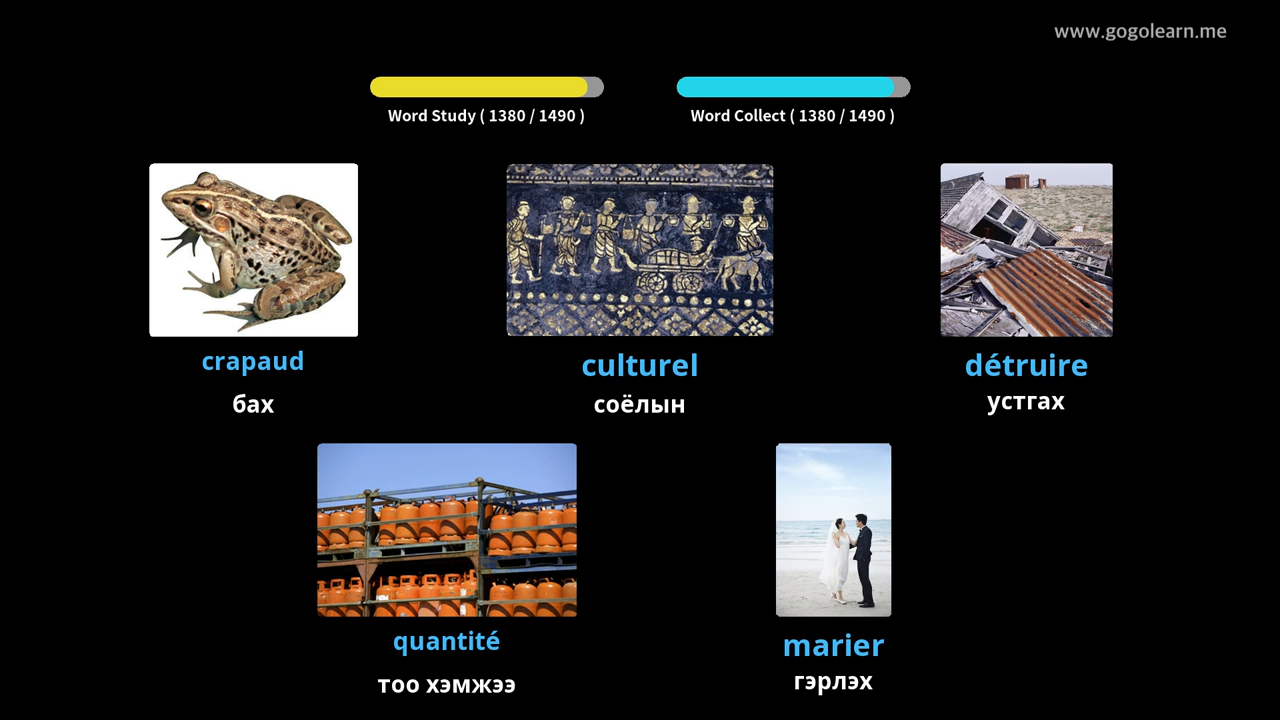 www.gogolearn.me
Word Study ( 1380 / 1490 )
Word Collect ( 1380 / 1490 )
crapaud
culturel
détruire
бах
соёлын
устгах
quantité
marier
тоо хэмжээ
гэрлэх